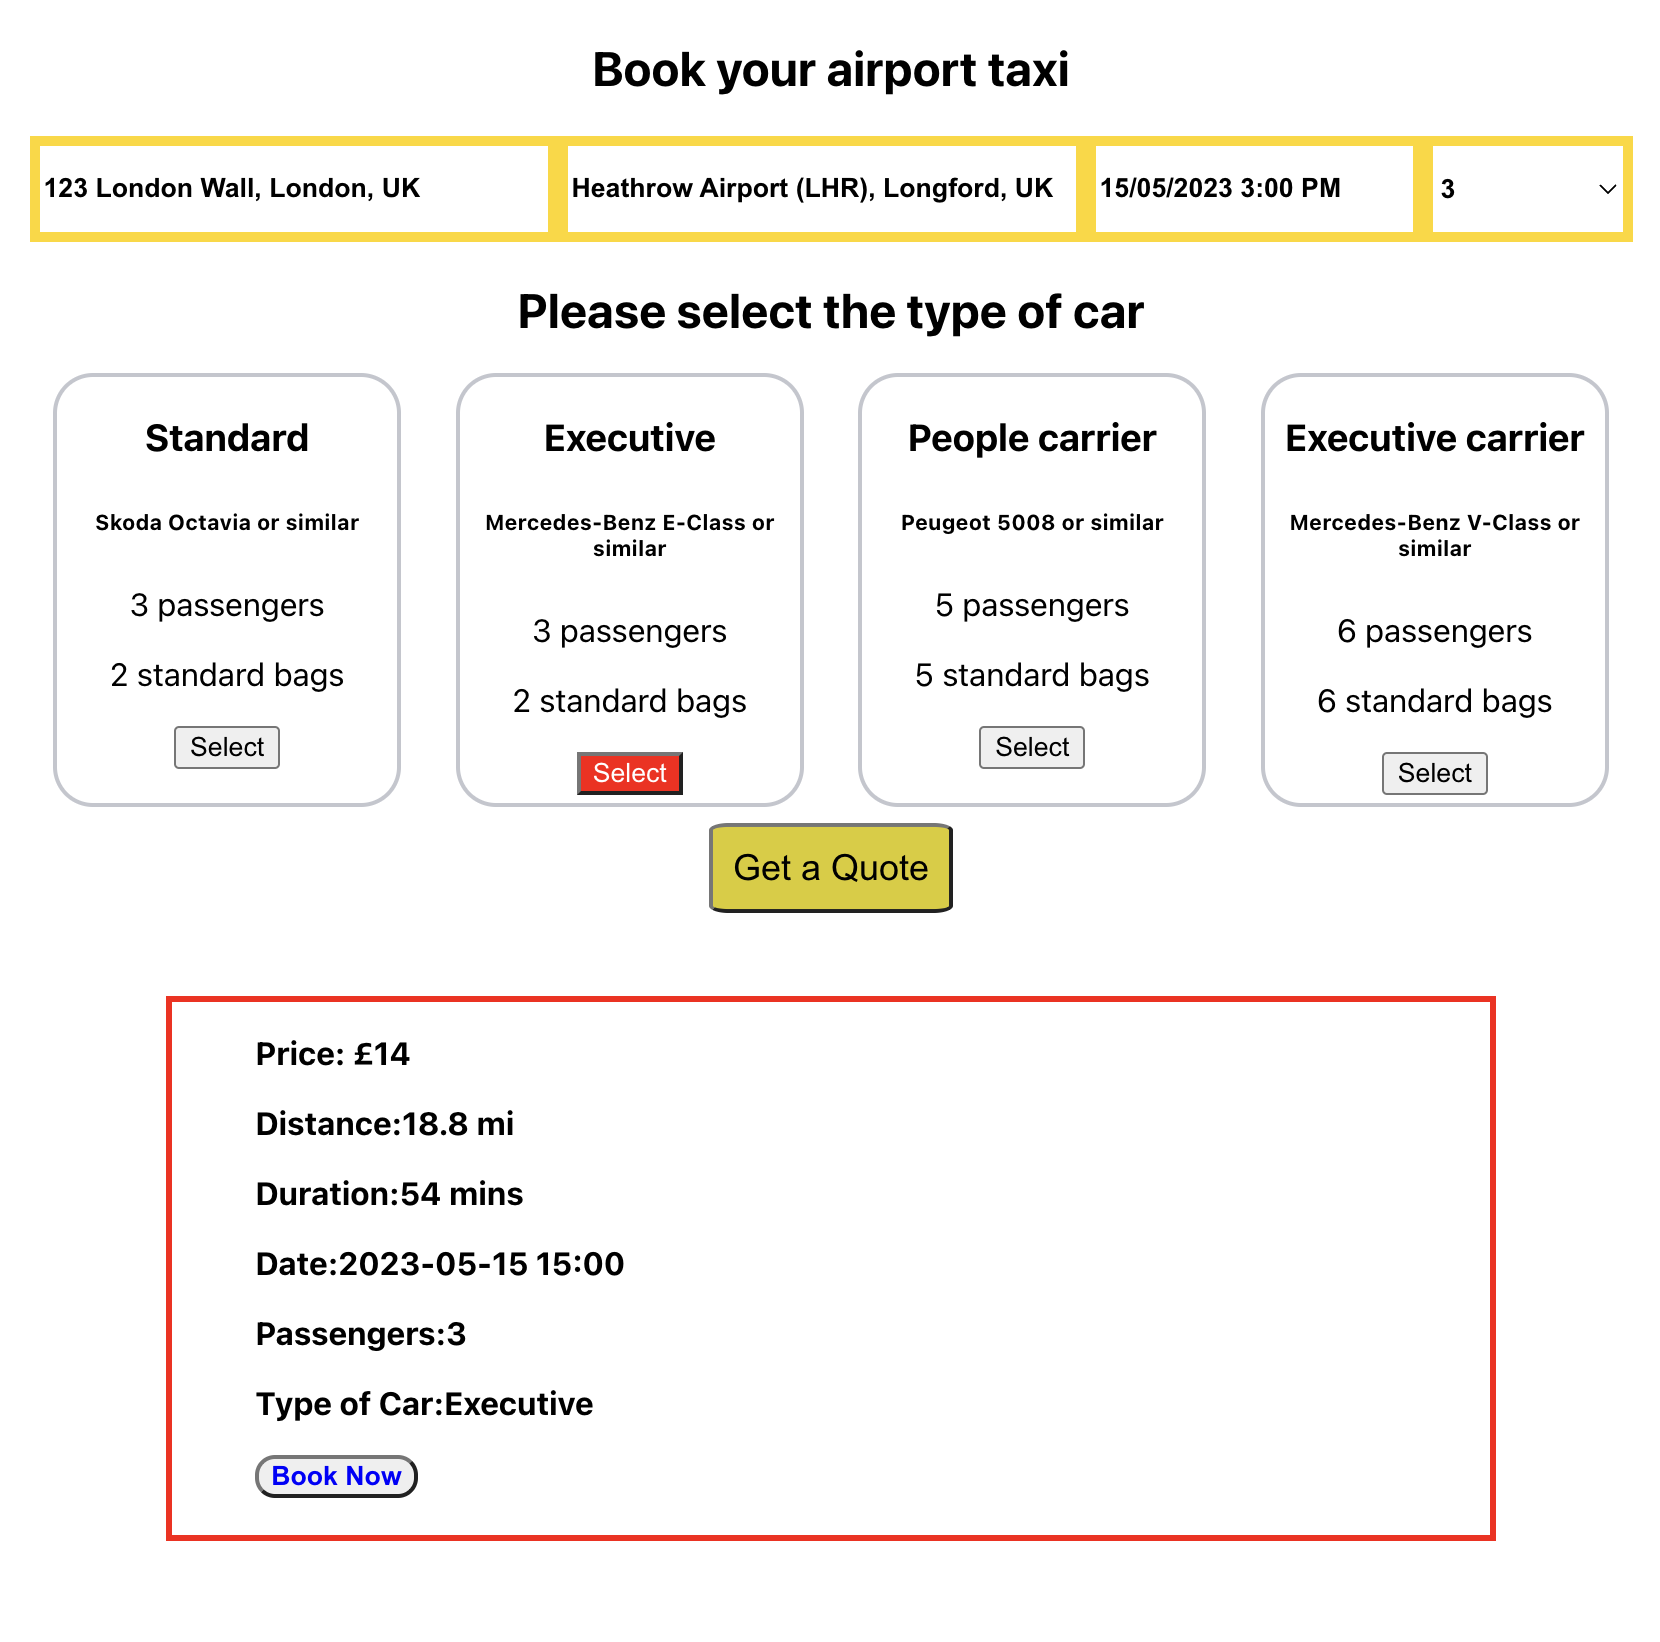 Book your airport taxi
123 London Wall, London, UK
Heathrow Airport (LHR), Longford, UK
15/05/2023 3:00 PM
3
Please select the type of car
Standard
Skoda Octavia or similar
3 passengers
2 standard bags
Select
Executive
Mercedes-Benz E-Class or
similar
3 passengers
2 standard bags
Select
People carrier
Peugeot 5008 or similar
5 passengers
5 standard bags
Select
Executive carrier
Mercedes-Benz V-Class or
similar
6 passengers
6 standard bags
Select
Get a Quote
Price: £14
Distance:18.8 mi
Duration:54 mins
Date:2023-05-15 15:00
Passengers:3
Type of Car:Executive
Book Now